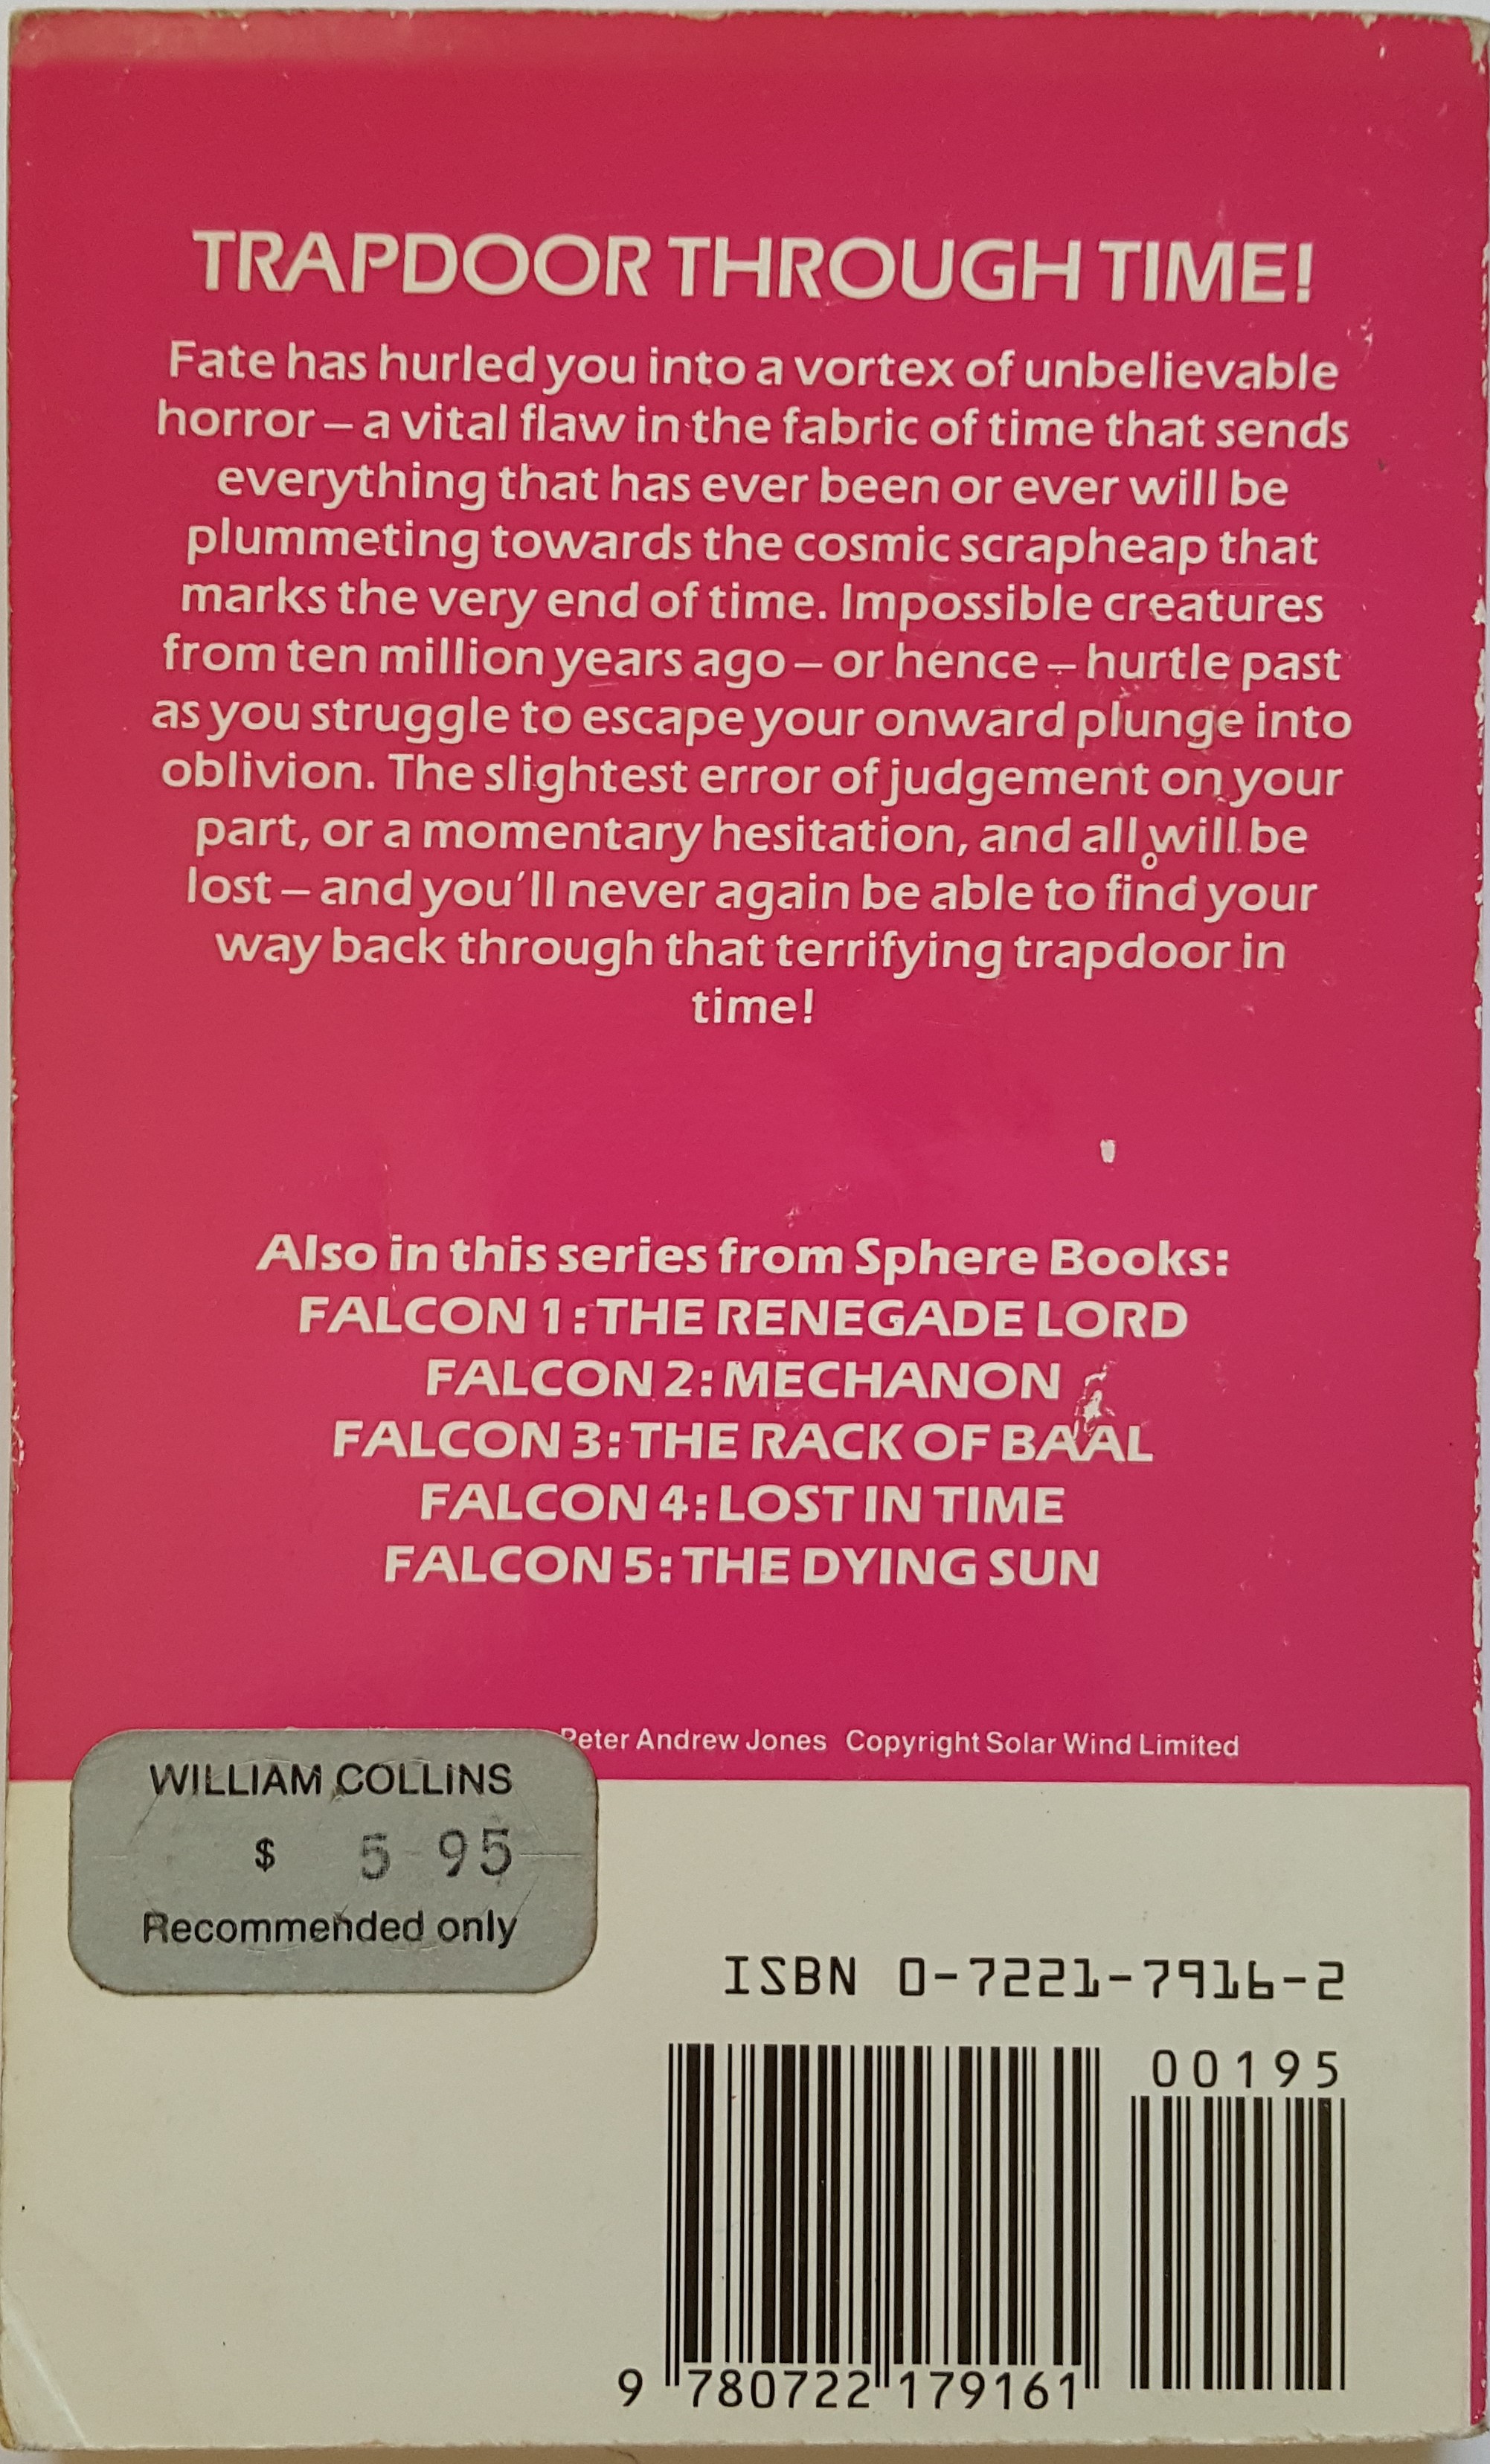 TRAPDOOR THROUGH TIME!
Fate has hurled you into a vortex of unbelievable
horror – a vital flaw in the fabric of time that sends
everything that has ever been or ever will be
plummeting towards the cosmic scrapheap that
marks the very end of time. Impossible creatures
from ten million years ago – or hence – hurtle past
as you struggle to escape your onward plunge into
oblivion. The slightest error of judgement on your
part, or a momentary hesitation, and all will be
lost – and you'll never again be able to find your
way back through that terrifying trapdoor in
time!
Also in this series from Sphere Books:
FALCON 1: THE RENEGADE LORD
FALCON 2: MECHANON
FALCON 3: THE RACK OF BAAL
FALCON 4: LOST IN TIME
FALCON 5: THE DYING SUN
Peter Andrew Jones Copyright Solar Wind Limited
WILLIAM COLLINS
$ 5 95
Recommended only
ISBN 0-7221-7916-2
00195
9 780722 179161